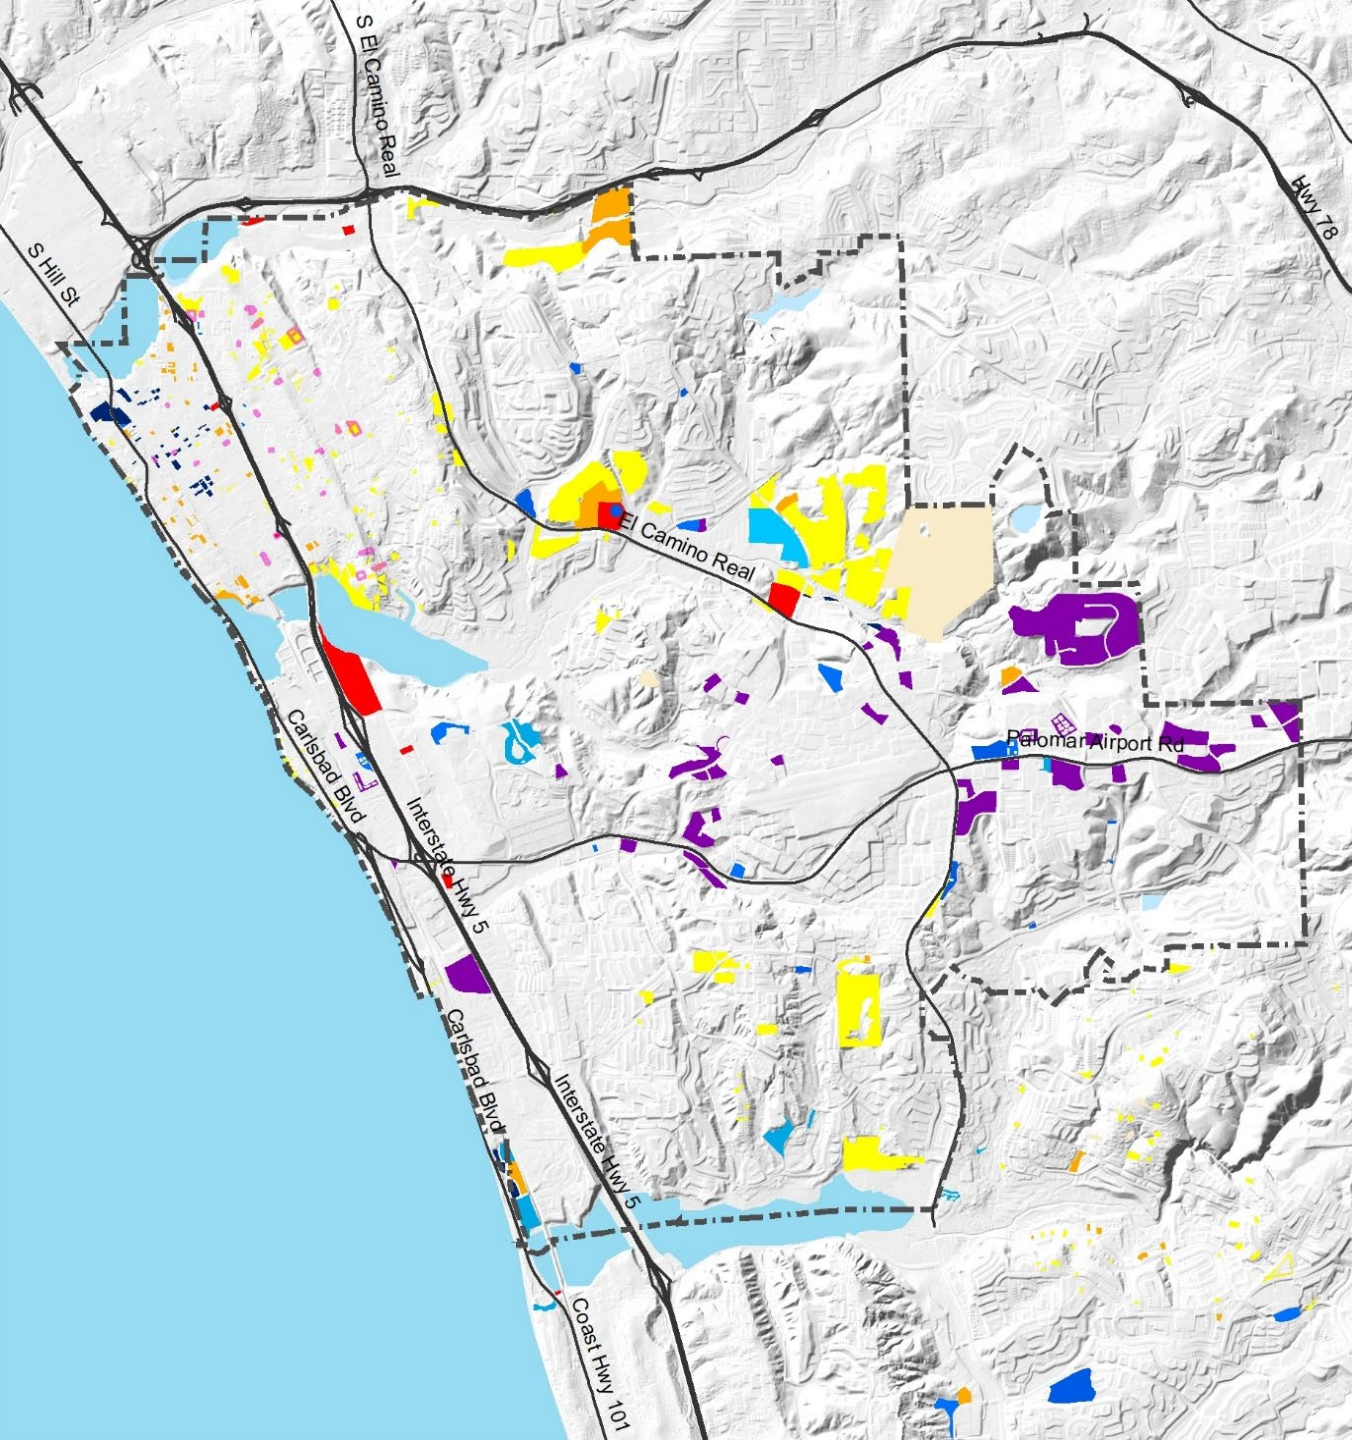 S El Camino Real
Hwy 78
S Hill St
El Camino Real
Carlsbad Blvd
Palomar Airport Rd
Interstate Hwy 5
Carlsbad Blvd
Interstate Hwy 5
Coast Hwy 101